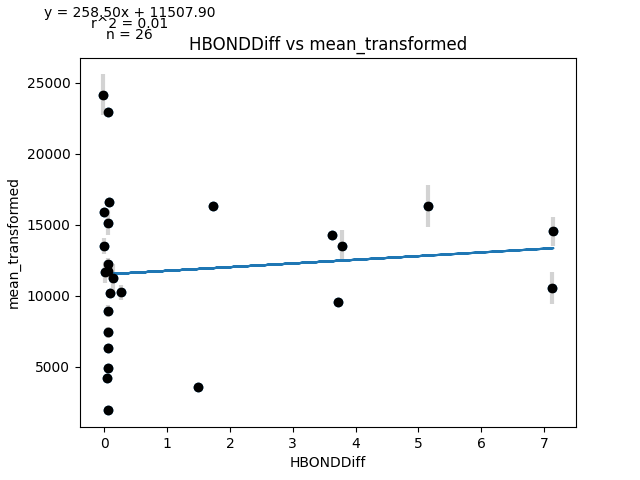 y = 258.50x + 11507.90
r^2 = 0.01
n = 26
HBONDDiff vs mean_transformed
25000
20000
15000
10000
5000
mean_transformed
0 1 2 3 4 5 6 7
HBONDDiff